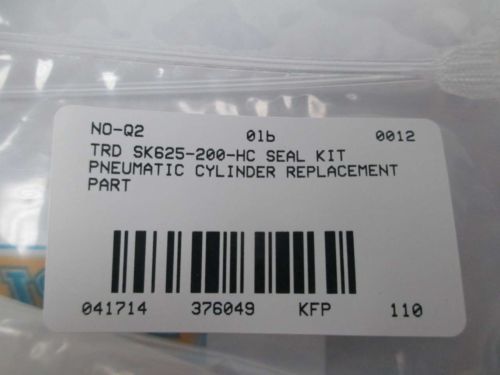 NO-Q2 01b 0012
TRD SK625-200-HC SEAL KIT
PNEUMATIC CYLINDER REPLACEMENT
PART
041714 376049 KFP 110